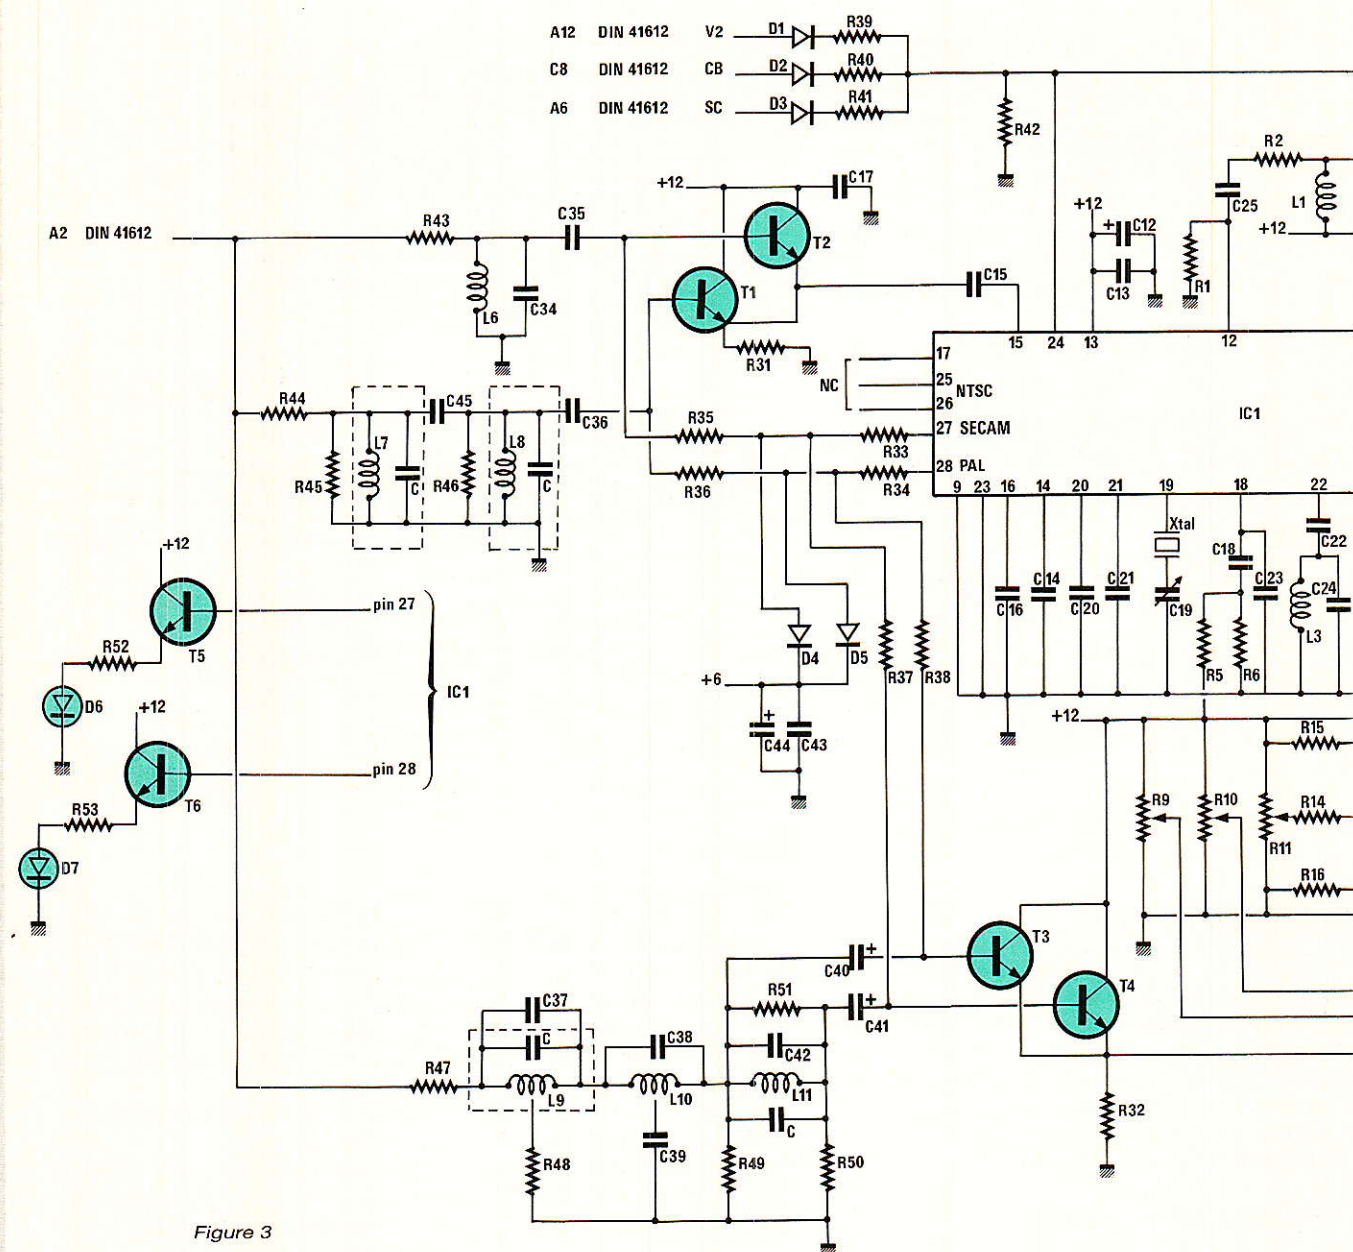 A12 DIN 41612 V2 D1 R39
C8 DIN 41612 CB D2 R40
A6 DIN 41612 SC D3 R41
R42
R2
+12 C17
C25 L1
+12
A2 DIN 41612 R43 C35 T2
+ C12 +12
C15 C13 R1
T1
L6 C34
R31
15 24 13 12
NC 17
25 NTSC
26
IC1
27 SECAM
28 PAL
R44 C45 C36 R35 R33
L7 L8
R45 C R46 C R36 R34
9 23 16 14 20 21 19 18 22
Xtal
C18 C22
C16 C14 C20 C21 C19 C23 C24
L3
R5 R6
+12
pin 27
T5
R52
D6
IC1
+12
pin 28
T6
R53
D7
D4 D5 R37 R38
+6
+
C44 C43
+12
R15
R9 R10 R14
R11
R16
T3
C40 +
R51 + T4
C41
C37
C C38 C42
R47
L9 L10 L11
C
R32
R48 C39 R49 R50
Figure 3